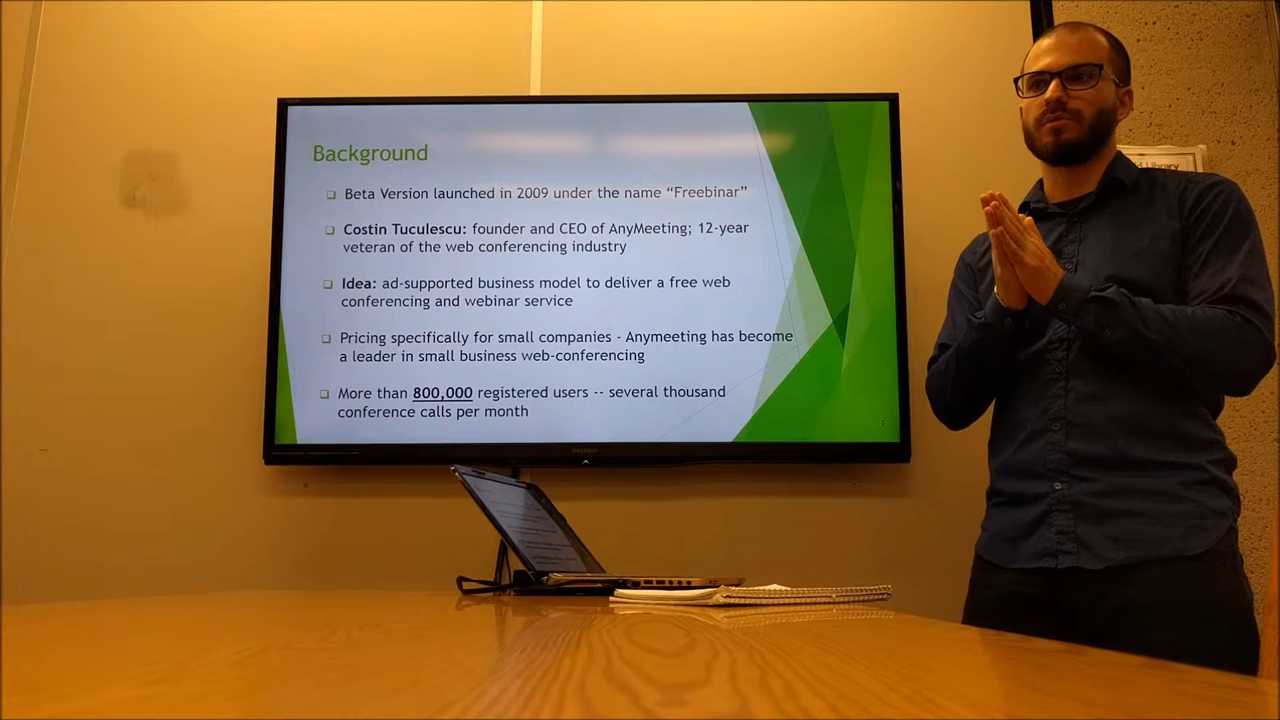 Background
Beta Version launched in 2009 under the name “Freebinar”
Costin Tuculescu: founder and CEO of AnyMeeting; 12-year
veteran of the web conferencing industry
Idea: ad-supported business model to deliver a free web
conferencing and webinar service
Pricing specifically for small companies - Anymeeting has become
a leader in small business web-conferencing
More than 800,000 registered users -- several thousand
conference calls per month
Library